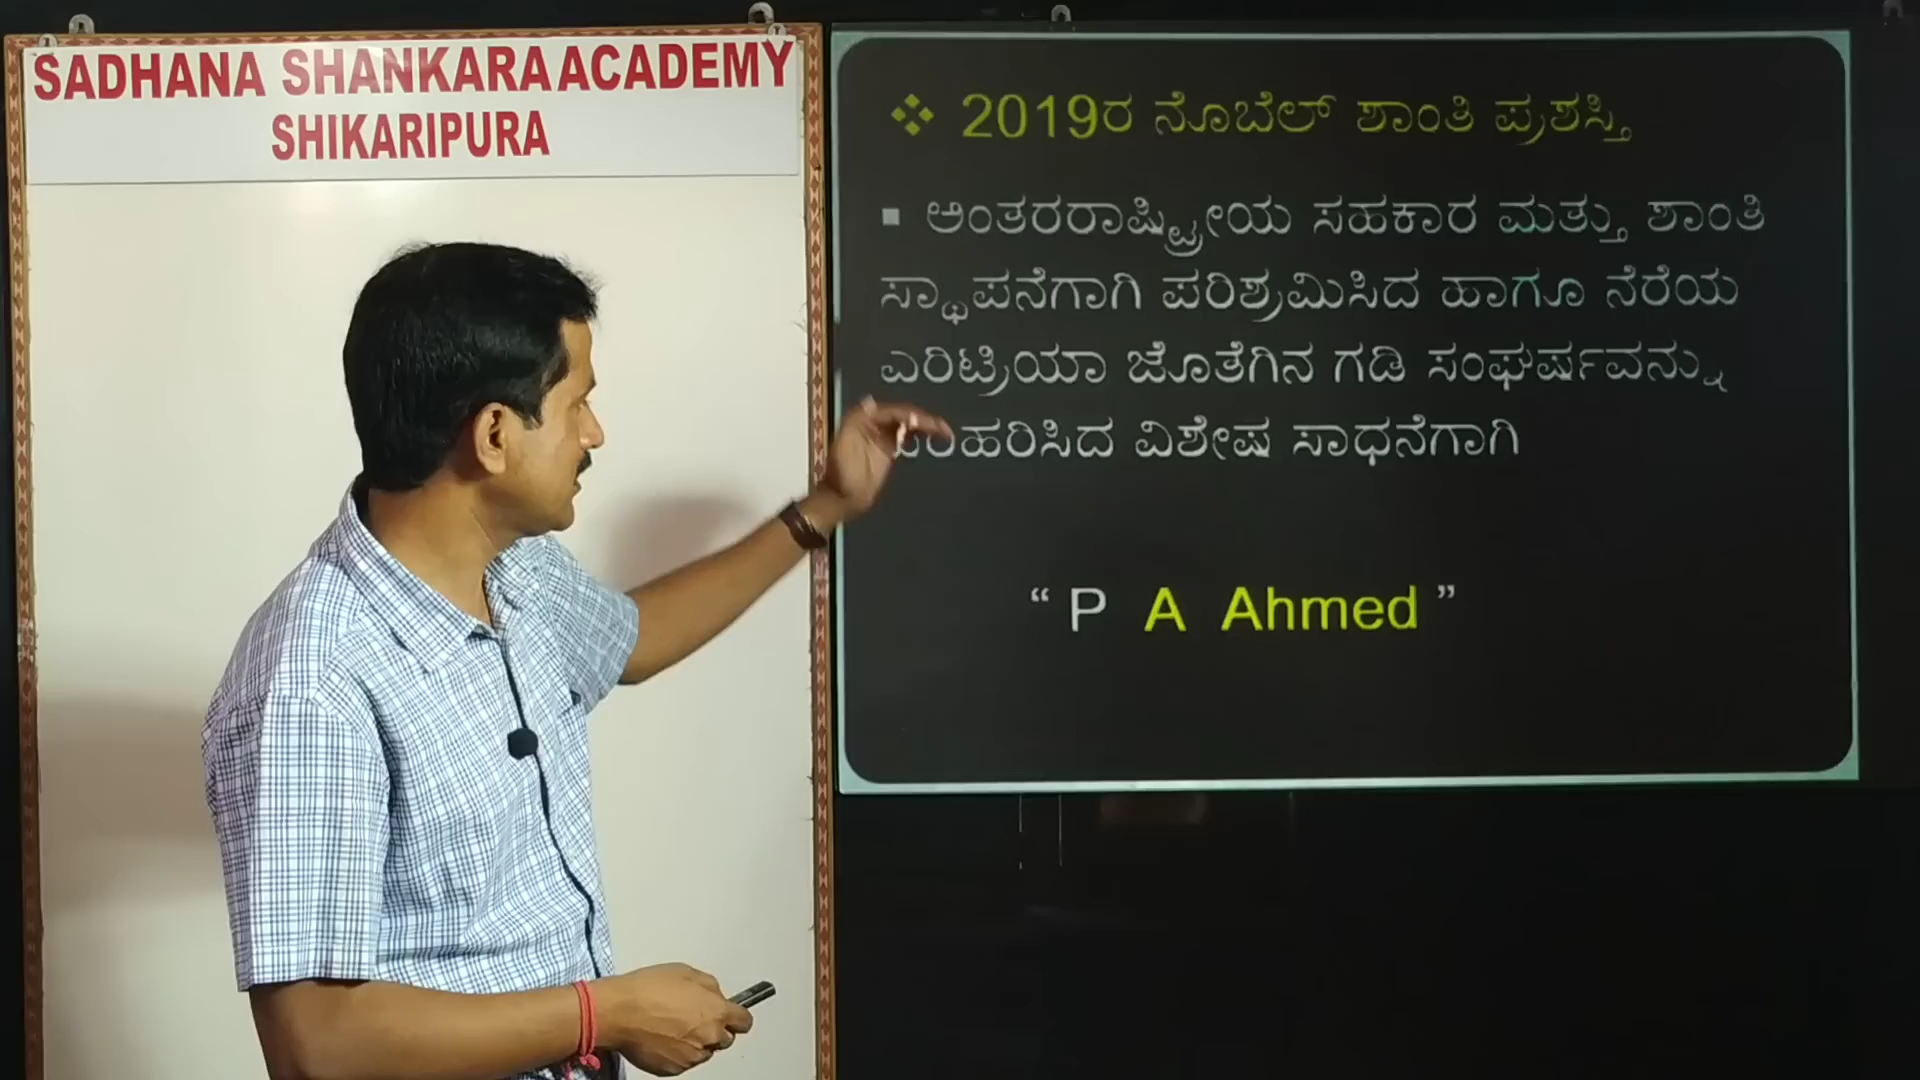 SADHANA SHANKARA ACADEMY
SHIKARIPURA
❖ 2019ರ ನೊಬೆಲ್ ಶಾಂತಿ ಪ್ರಶಸ್ತಿ
▪ ಅಂತರರಾಷ್ಟ್ರೀಯ ಸಹಕಾರ ಮತ್ತು ಶಾಂತಿ
ಸ್ಥಾಪನೆಗಾಗಿ ಪರಿಶ್ರಮಿಸಿದ ಹಾಗೂ ನೆರೆಯ
ಎರಿಟ್ರಿಯಾ ಜೊತೆಗಿನ ಗಡಿ ಸಂಘರ್ಷವನ್ನು
ಪರಿಹರಿಸಿದ ವಿಶೇಷ ಸಾಧನೆಗಾಗಿ
“ P A Ahmed ”